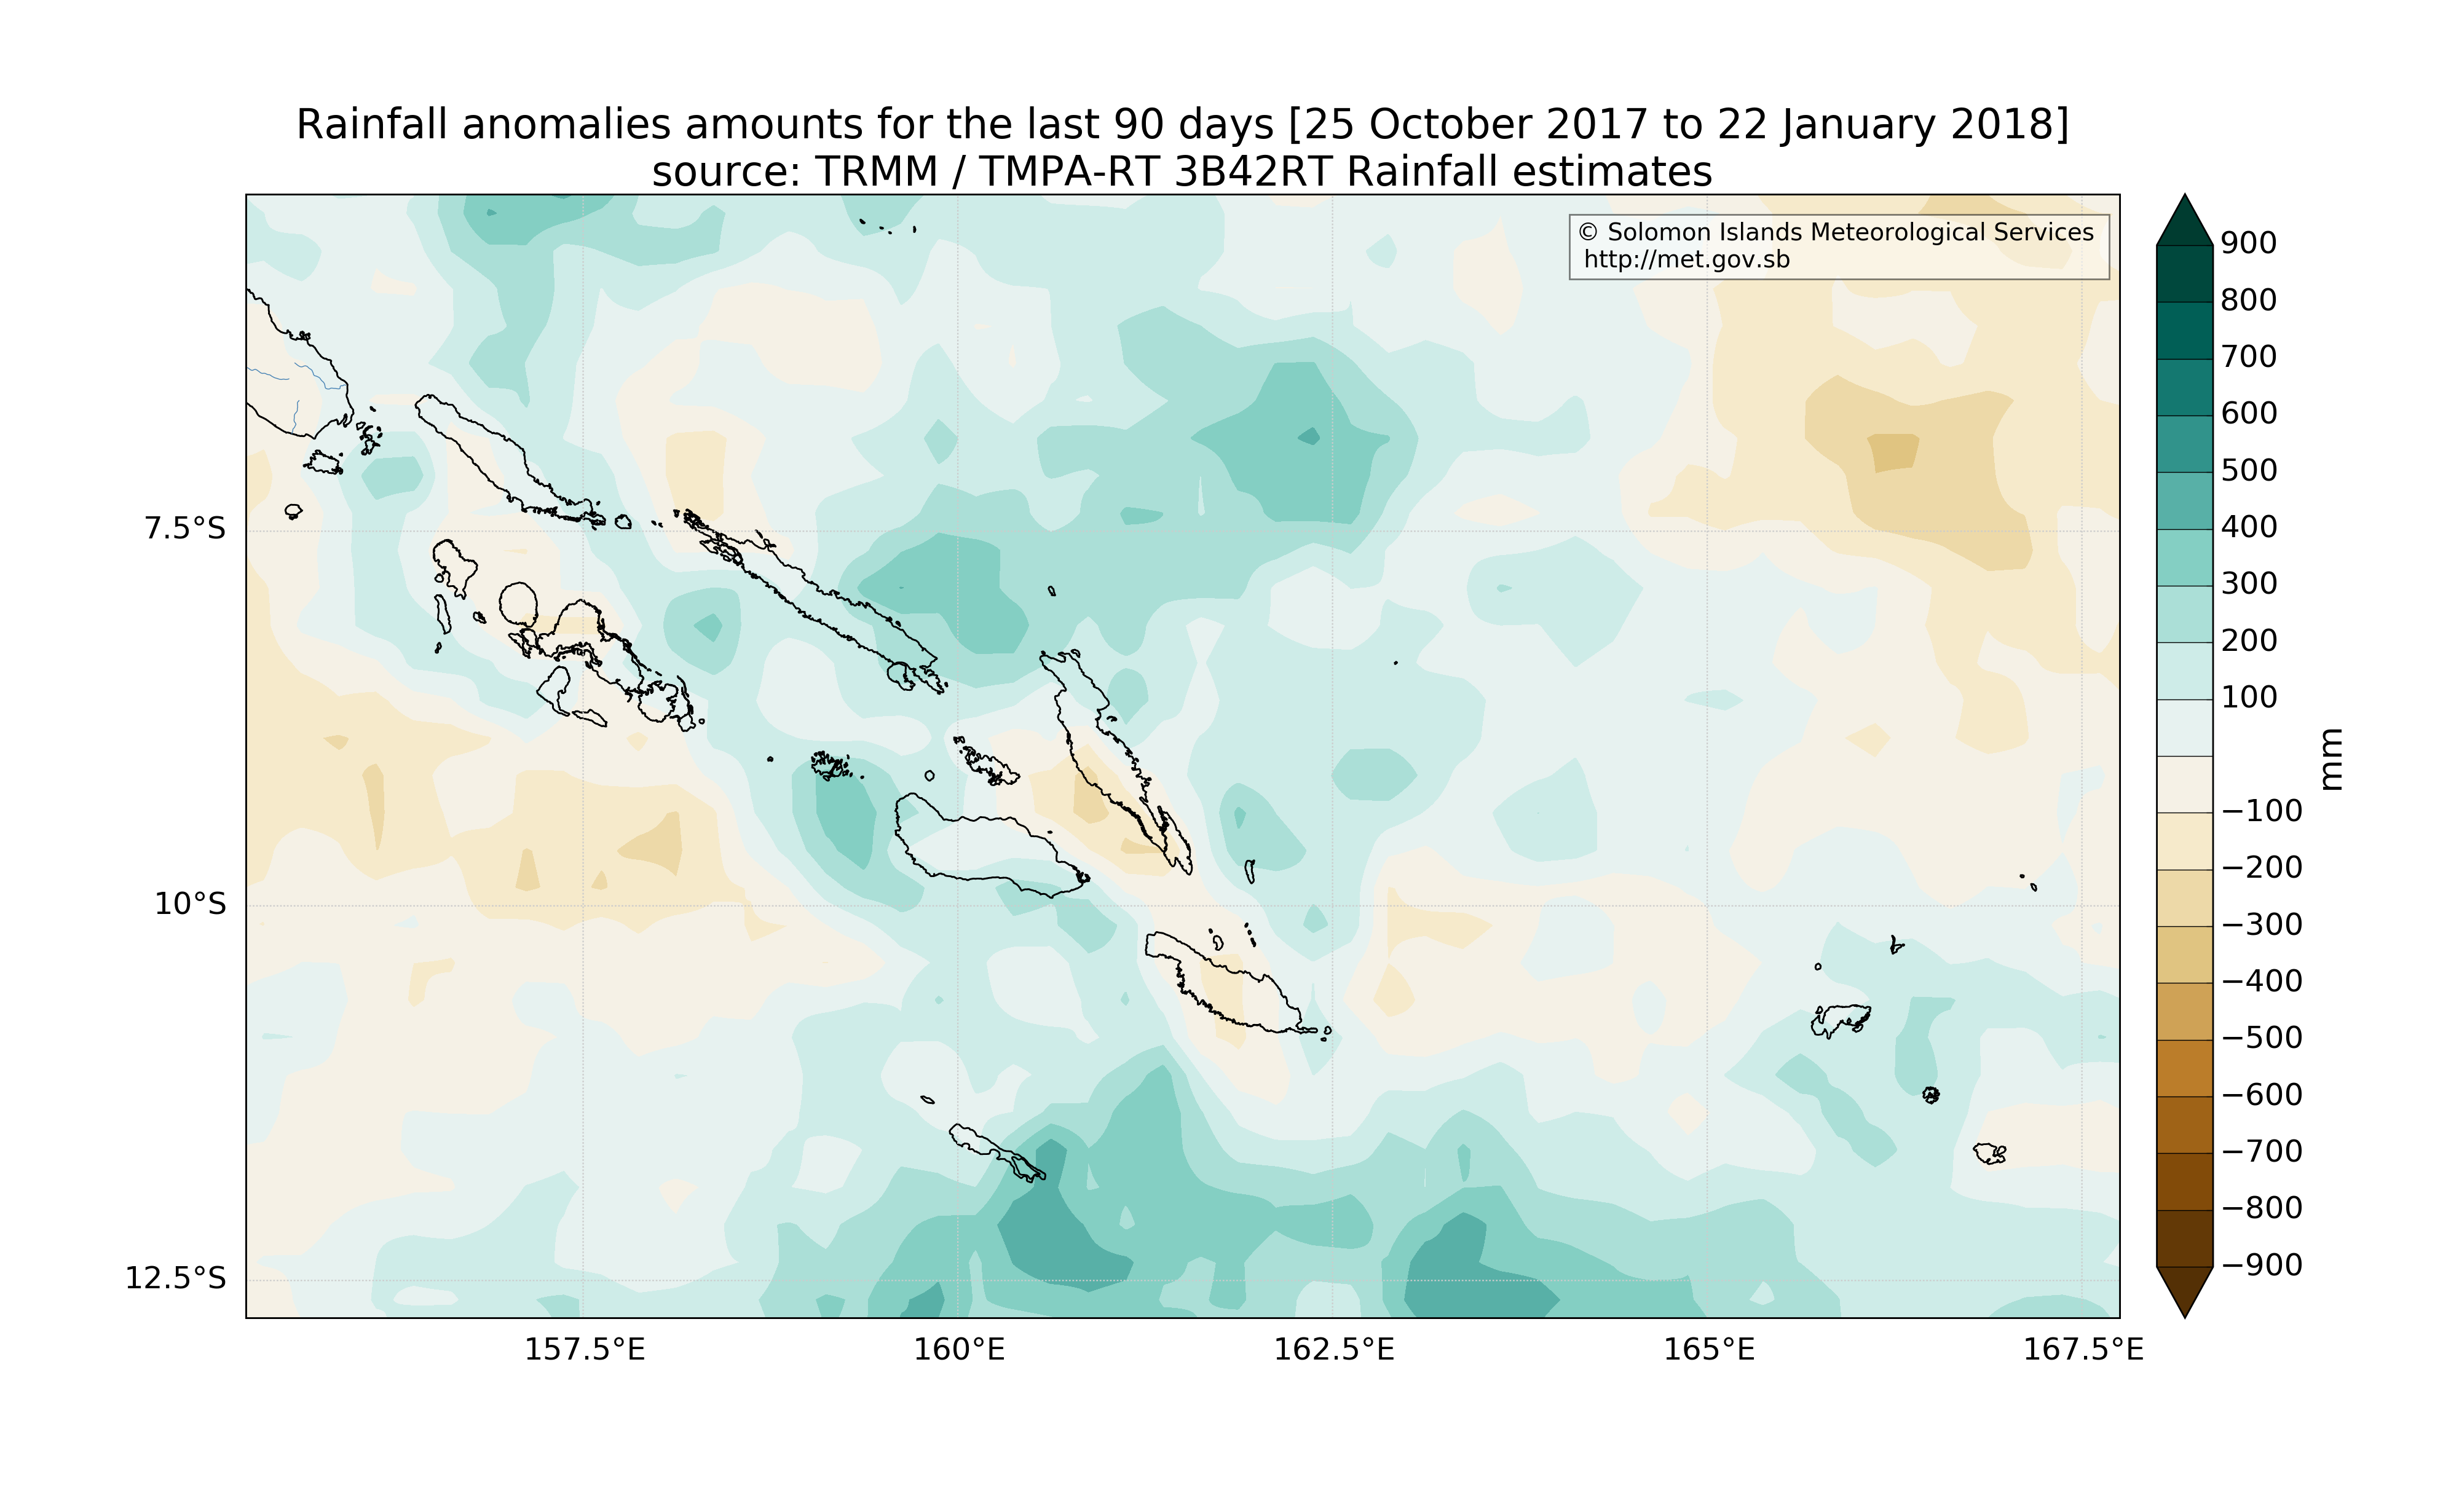 Rainfall anomalies amounts for the last 90 days [25 October 2017 to 22 January 2018]
source: TRMM / TMPA-RT 3B42RT Rainfall estimates
© Solomon Islands Meteorological Services
http://met.gov.sb
7.5°S
10°S
12.5°S
157.5°E
160°E
162.5°E
165°E
167.5°E
900
800
700
600
500
400
300
200
100
−100
−200
−300
−400
−500
−600
−700
−800
−900
mm